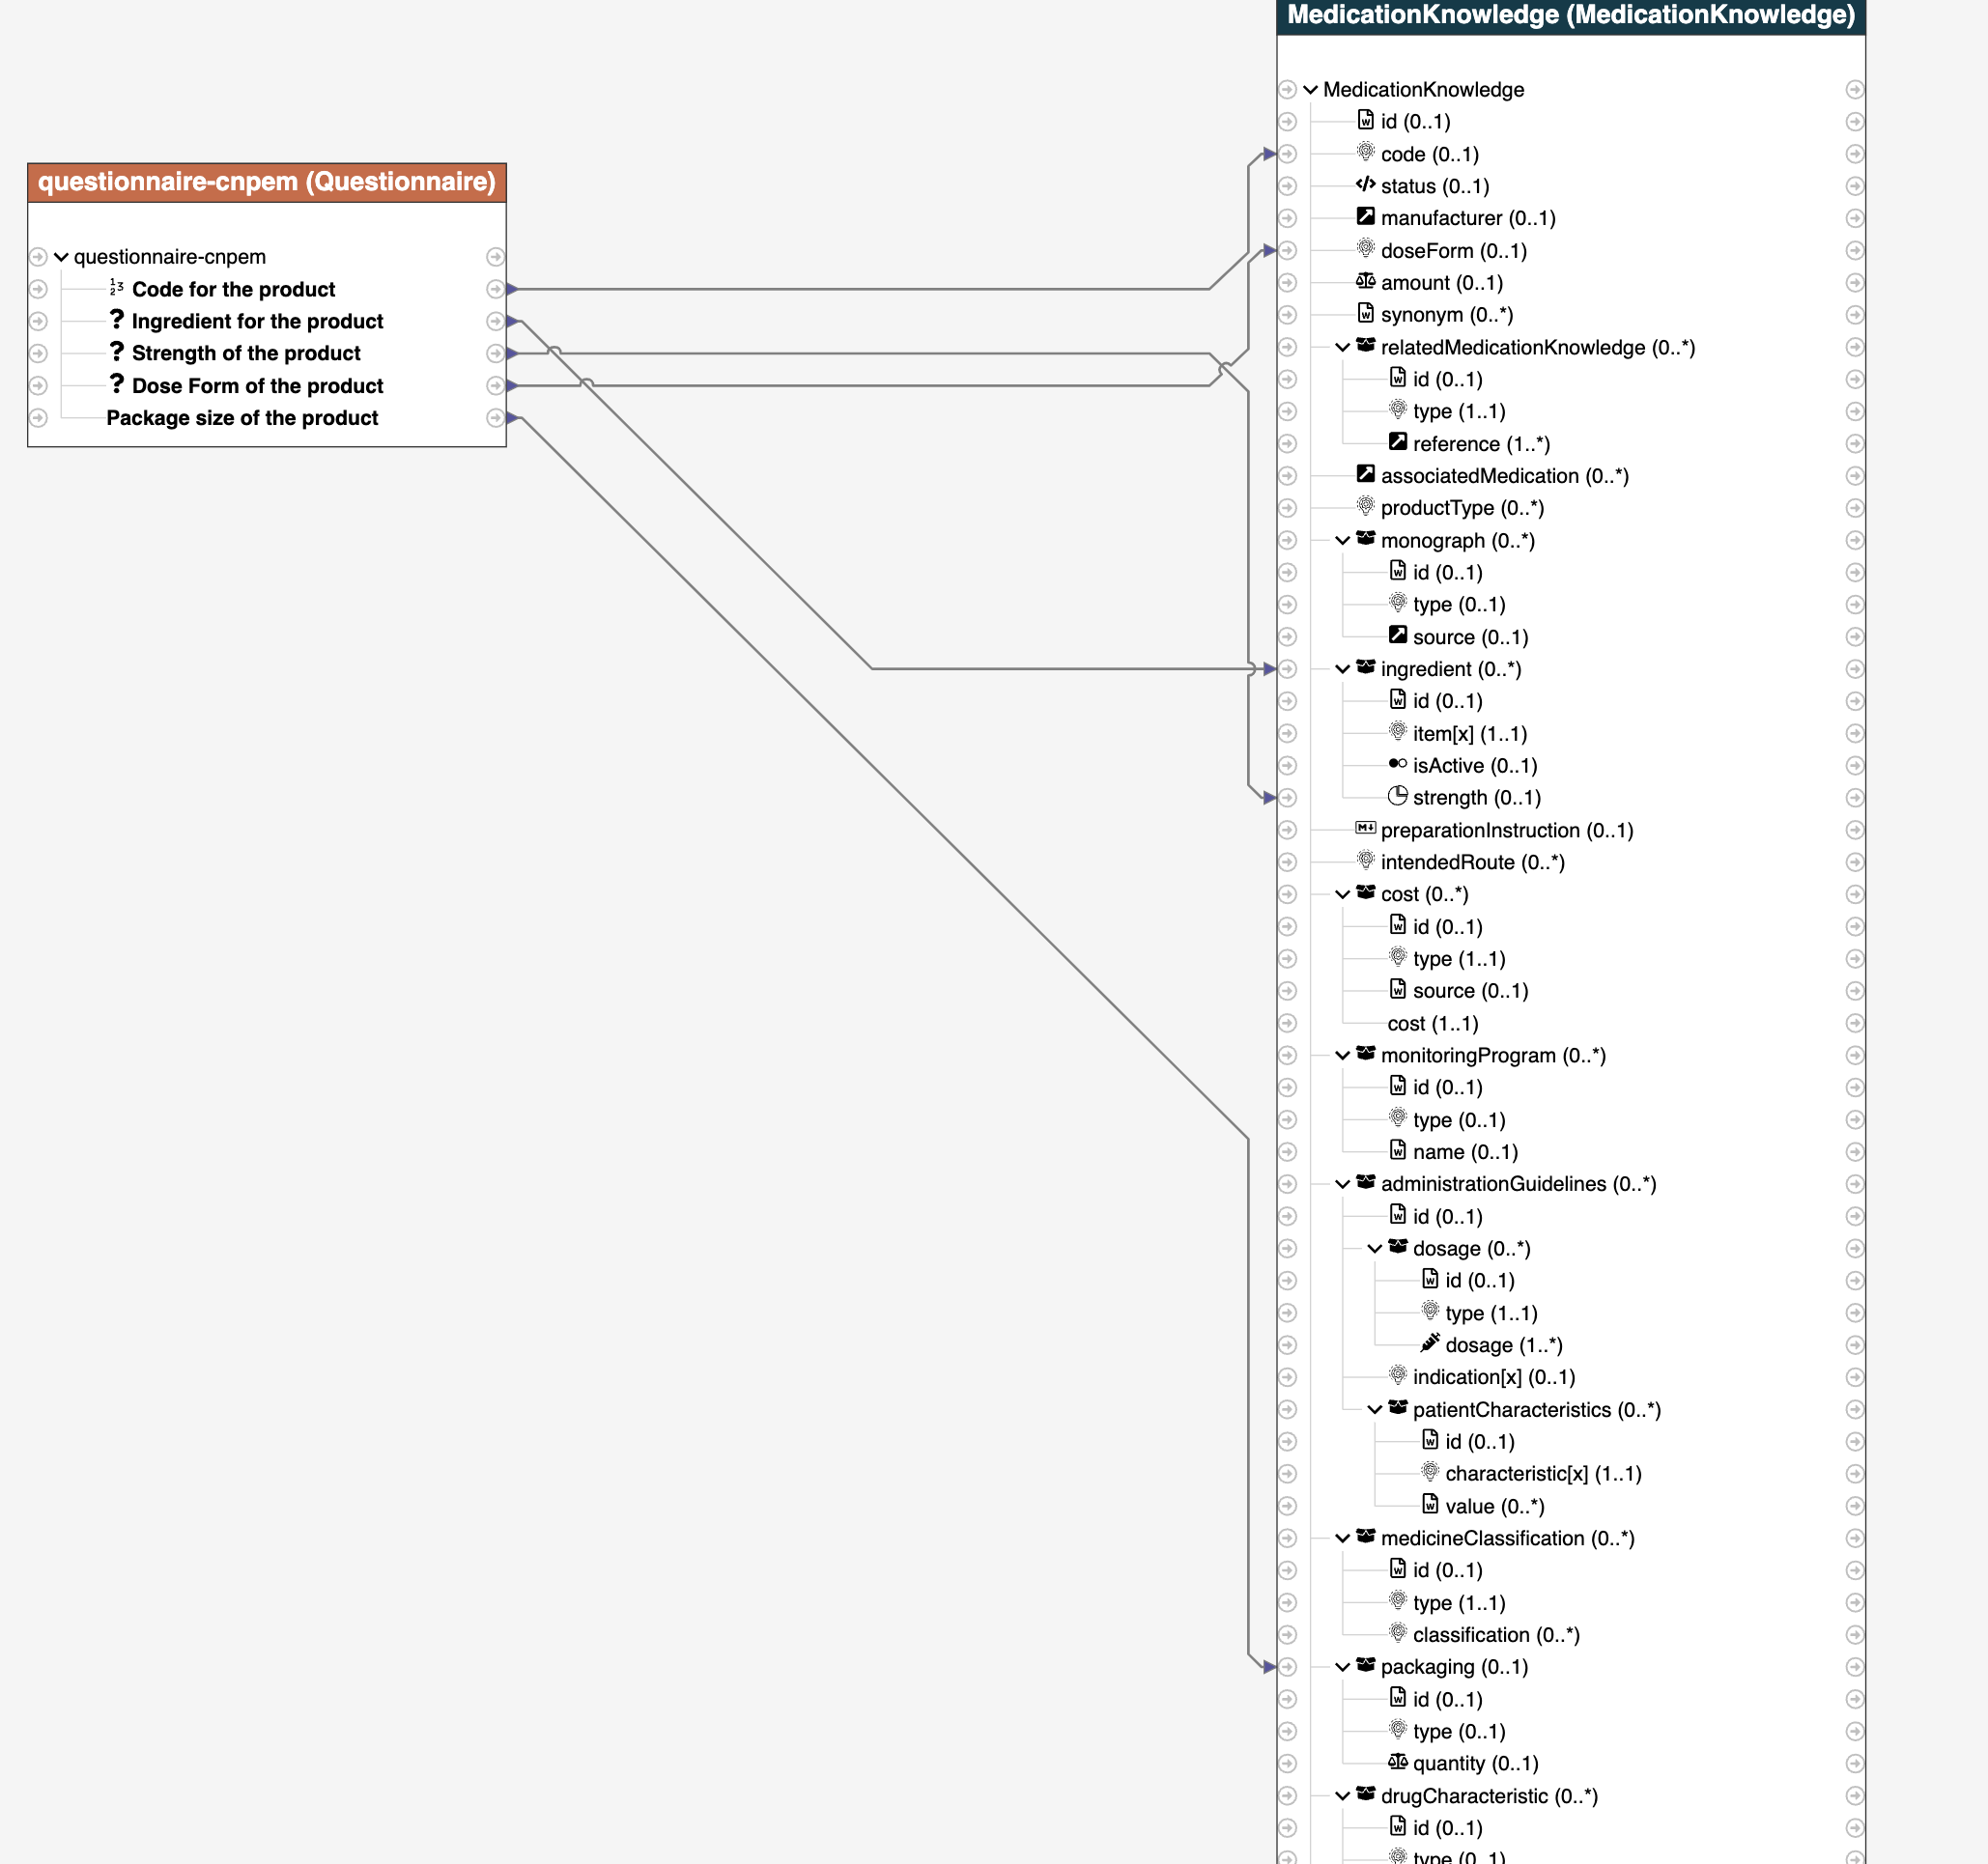 MedicationKnowledge (MedicationKnowledge)
MedicationKnowledge
id (0..1)
code (0..1)
status (0..1)
manufacturer (0..1)
doseForm (0..1)
amount (0..1)
synonym (0..*)
relatedMedicationKnowledge (0..*)
id (0..1)
type (1..1)
reference (1..*)
associatedMedication (0..*)
productType (0..*)
monograph (0..*)
id (0..1)
type (0..1)
source (0..1)
ingredient (0..*)
id (0..1)
item[x] (1..1)
isActive (0..1)
strength (0..1)
preparationInstruction (0..1)
intendedRoute (0..*)
cost (0..*)
id (0..1)
type (1..1)
source (0..1)
cost (1..1)
monitoringProgram (0..*)
id (0..1)
type (0..1)
name (0..1)
administrationGuidelines (0..*)
id (0..1)
dosage (0..*)
id (0..1)
type (1..1)
dosage (1..*)
indication[x] (0..1)
patientCharacteristics (0..*)
id (0..1)
characteristic[x] (1..1)
value (0..*)
medicineClassification (0..*)
id (0..1)
type (1..1)
classification (0..*)
packaging (0..1)
id (0..1)
type (0..1)
quantity (0..1)
drugCharacteristic (0..*)
id (0..1)
type (0..1)
questionnaire-cnpem (Questionnaire)
questionnaire-cnpem
Code for the product
? Ingredient for the product
? Strength of the product
? Dose Form of the product
Package size of the product